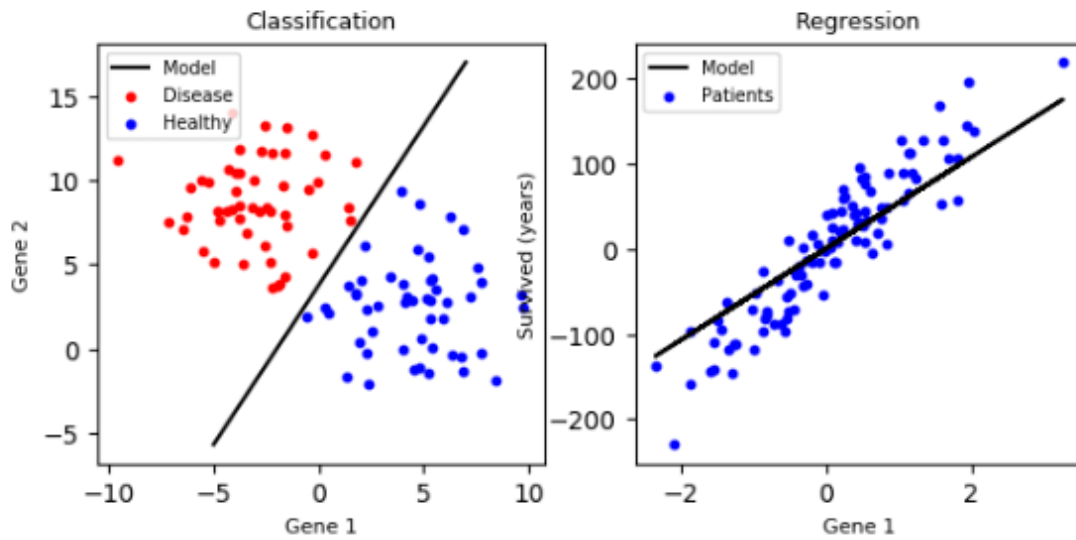 Classification
Model
Disease
Healthy
15
10
5
0
−5
Gene 2
−10
−5
0
5
10
Gene 1
Regression
Model
Patients
200
100
0
−100
−200
Survived (years)
−2
0
2
Gene 1